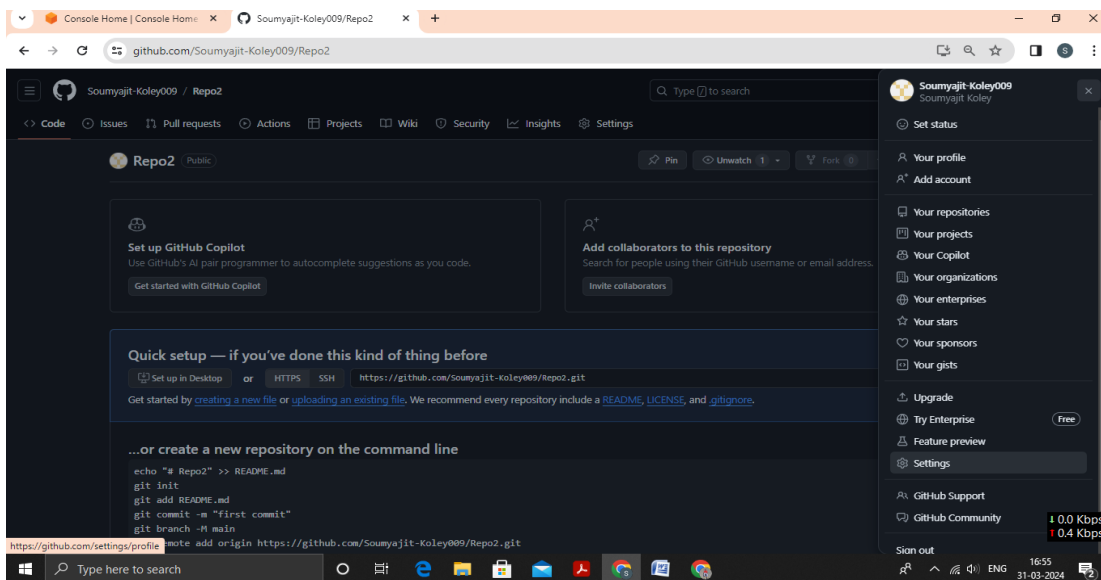 Console Home | Console Home
Soumyajit-Koley009/Repo2
github.com/Soumyajit-Koley009/Repo2
S
Soumyajit-Koley009 / Repo2
Type / to search
Code Issues Pull requests Actions Projects Wiki Security Insights Settings
Repo2 Public
Pin Unwatch 1 Fork 0
Set up GitHub Copilot
Use GitHub's AI pair programmer to autocomplete suggestions as you code.
Get started with GitHub Copilot
Add collaborators to this repository
Search for people using their GitHub username or email address.
Invite collaborators
Quick setup — if you've done this kind of thing before
Set up in Desktop or HTTPS SSH https://github.com/Soumyajit-Koley009/Repo2.git
Get started by creating a new file or uploading an existing file. We recommend every repository include a README, LICENSE, and .gitignore.
...or create a new repository on the command line
echo "# Repo2" >> README.md
git init
git add README.md
git commit -m "first commit"
git branch -M main
emote add origin https://github.com/Soumyajit-Koley009/Repo2.git
https://github.com/settings/profile
Soumyajit-Koley009
Soumyajit Koley
Set status
Your profile
Add account
Your repositories
Your projects
Your Copilot
Your organizations
Your enterprises
Your stars
Your sponsors
Your gists
Upgrade
Try Enterprise Free
Feature preview
Settings
GitHub Support
GitHub Community
Sign out
0.0 Kbps
0.4 Kbps
Type here to search
ENG
16:55
31-03-2024
2